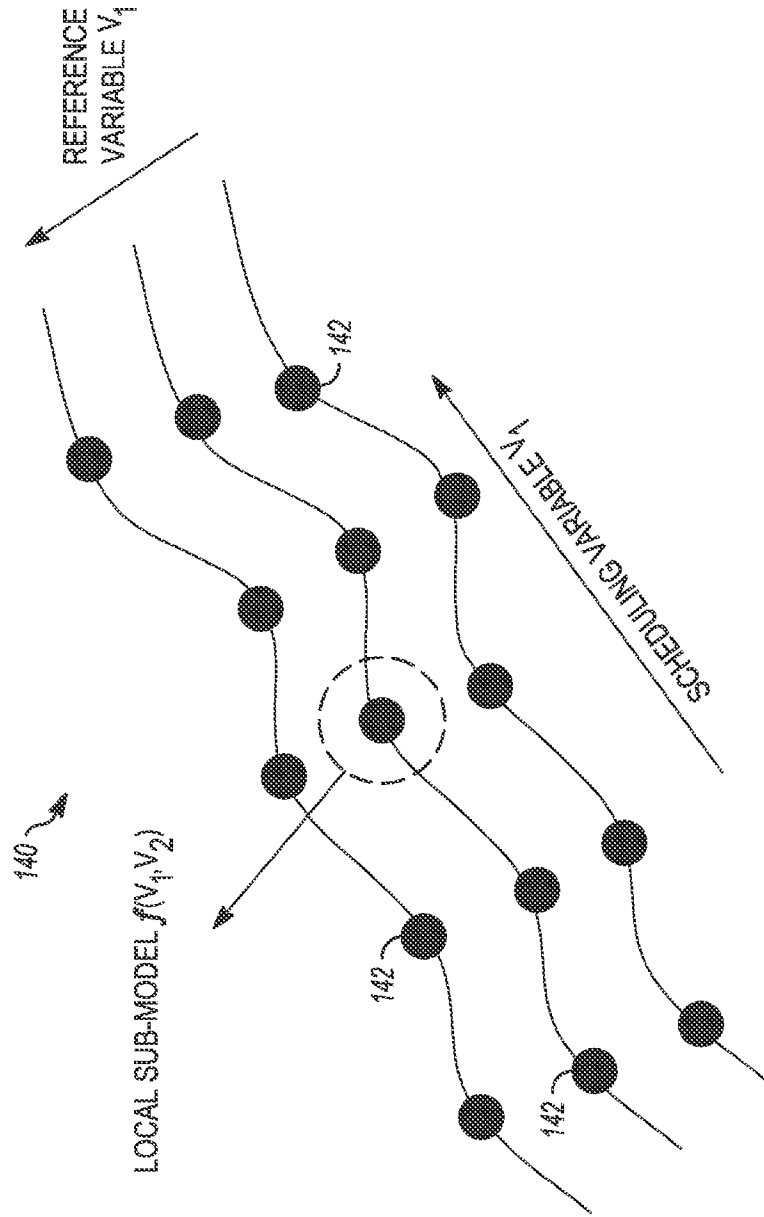 140
REFERENCE
VARIABLE V₁
LOCAL SUB-MODEL f(V₁,V₂)
142
142
142
SCHEDULING VARIABLE V₁